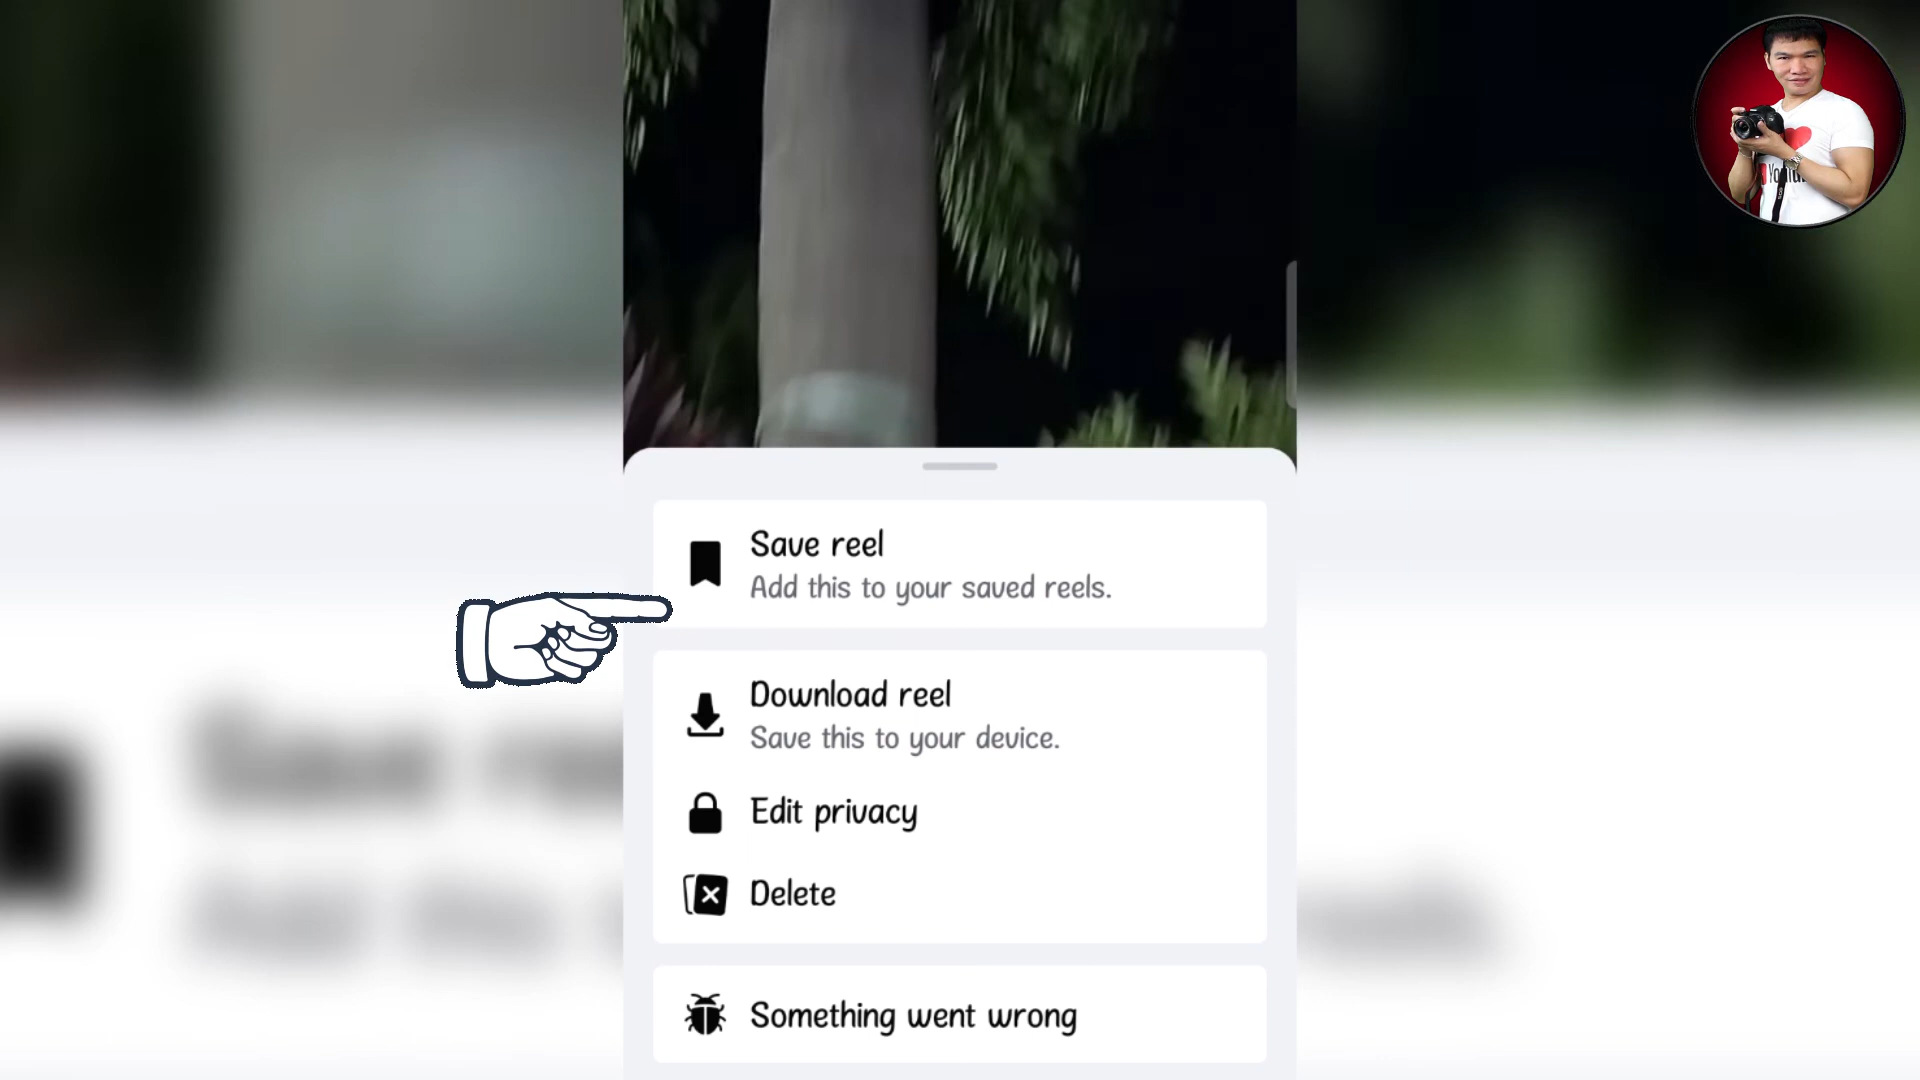 Save reel
Add this to your saved reels.
Download reel
Save this to your device.
Edit privacy
Delete
Something went wrong